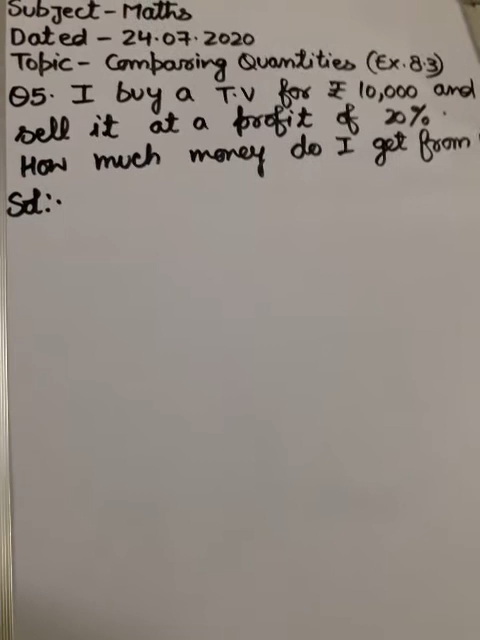 Subject - Maths
Dated - 24.07.2020
Topic - Comparing Quantities (Ex. 8.3)
Q5. I buy a T.V for ₹ 10,000 and
sell it at a profit of 20%.
How much money do I get from
Sol:.